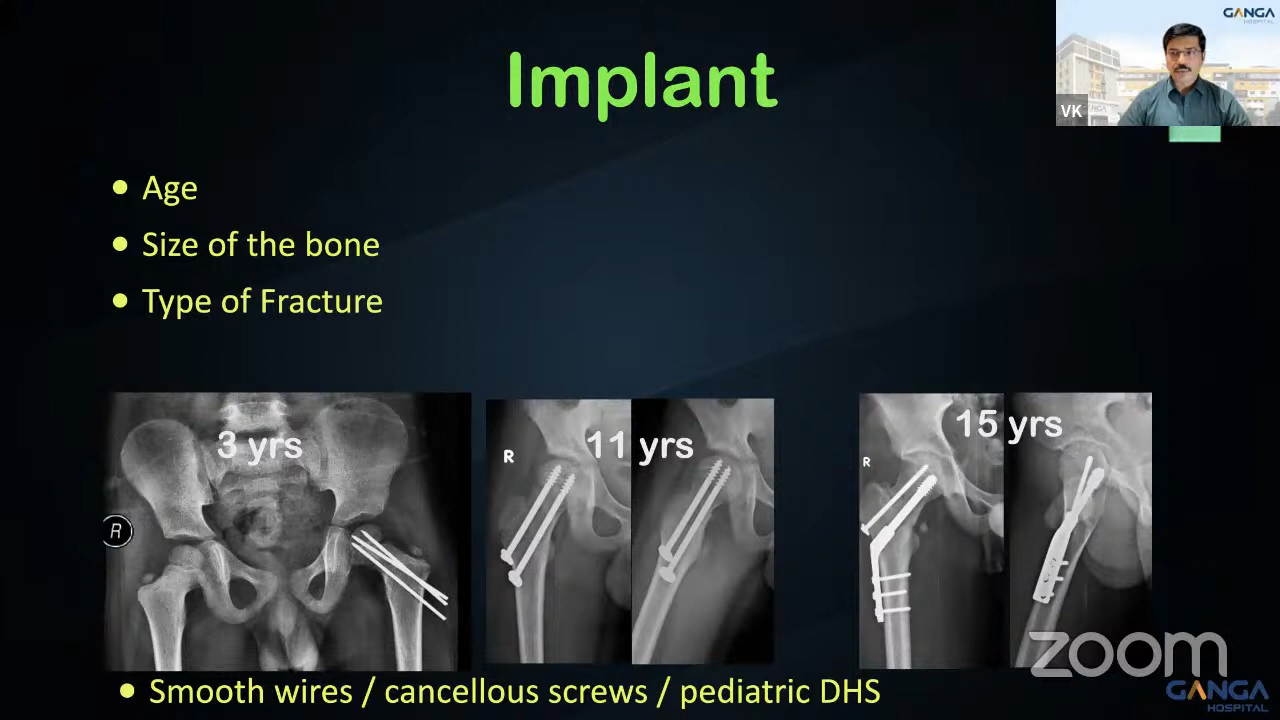 GANGA
HOSPITAL
Implant
VK
• Age
• Size of the bone
• Type of Fracture
3 yrs
R
11 yrs
R
15 yrs
R
zoom
• Smooth wires / cancellous screws / pediatric DHS
GANGA
HOSPITAL